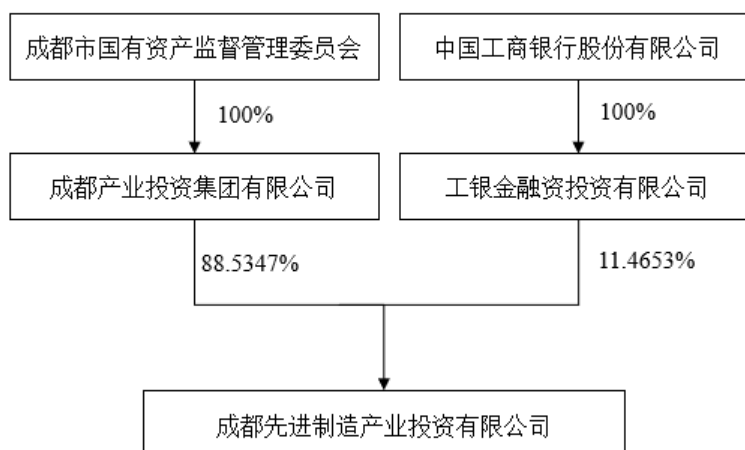 成都市国有资产监督管理委员会
中国工商银行股份有限公司
100%
100%
成都产业投资集团有限公司
工银金融资投资有限公司
88.5347%
11.4653%
成都先进制造产业投资有限公司